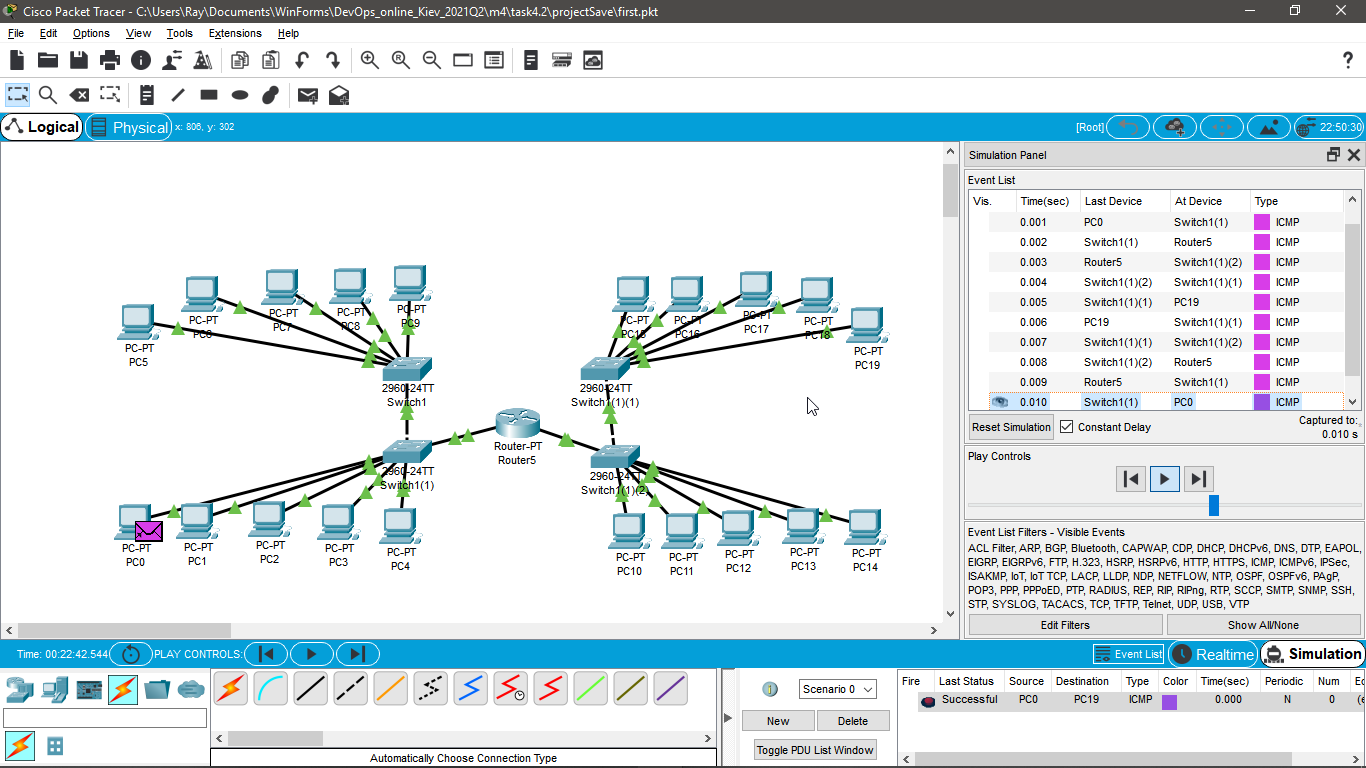 Cisco Packet Tracer - C:\Users\Ray\Documents\WinForms\DevOps_online_Kiev_2021Q2\m4\task4.2\projectSave\first.pkt
File Edit Options View Tools Extensions Help
Logical Physical x: 806, y: 302 [Root] 22:50:30
PC-PT
PC5
PC-PT
PC6
PC-PT
PC7
PC-PT
PC8
PC-PT
PC9
2960-24TT
Switch1
PC-PT
PC15
PC-PT
PC16
PC-PT
PC17
PC-PT
PC18
PC-PT
PC19
2960-24TT
Switch1(1)(1)
Router-PT
Router5
2960-24TT
Switch1(1)
2960-24TT
Switch1(1)(2)
PC-PT
PC0
PC-PT
PC1
PC-PT
PC2
PC-PT
PC3
PC-PT
PC4
PC-PT
PC10
PC-PT
PC11
PC-PT
PC12
PC-PT
PC13
PC-PT
PC14
Simulation Panel
Event List
Vis. Time(sec) Last Device At Device Type
0.001 PC0 Switch1(1) ICMP
0.002 Switch1(1) Router5 ICMP
0.003 Router5 Switch1(1)(2) ICMP
0.004 Switch1(1)(2) Switch1(1)(1) ICMP
0.005 Switch1(1)(1) PC19 ICMP
0.006 PC19 Switch1(1)(1) ICMP
0.007 Switch1(1)(1) Switch1(1)(2) ICMP
0.008 Switch1(1)(2) Router5 ICMP
0.009 Router5 Switch1(1) ICMP
0.010 Switch1(1) PC0 ICMP
Reset Simulation Constant Delay Captured to:
0.010 s
Play Controls
Event List Filters - Visible Events
ACL Filter, ARP, BGP, Bluetooth, CAPWAP, CDP, DHCP, DHCPv6, DNS, DTP, EAPOL,
EIGRP, EIGRPv6, FTP, H.323, HSRP, HSRPv6, HTTP, HTTPS, ICMP, ICMPv6, IPSec,
ISAKMP, IoT, IoT TCP, LACP, LLDP, NDP, NETFLOW, NTP, OSPF, OSPFv6, PAgP,
POP3, PPP, PPPoED, PTP, RADIUS, REP, RIP, RIPng, RTP, SCCP, SMTP, SNMP, SSH,
STP, SYSLOG, TACACS, TCP, TFTP, Telnet, UDP, USB, VTP
Edit Filters Show All/None
Time: 00:22:42.544 PLAY CONTROLS: Event List Realtime Simulation
Automatically Choose Connection Type
Scenario 0
New Delete
Toggle PDU List Window
Fire Last Status Source Destination Type Color Time(sec) Periodic Num Ed
Successful PC0 PC19 ICMP 0.000 N 0 (e